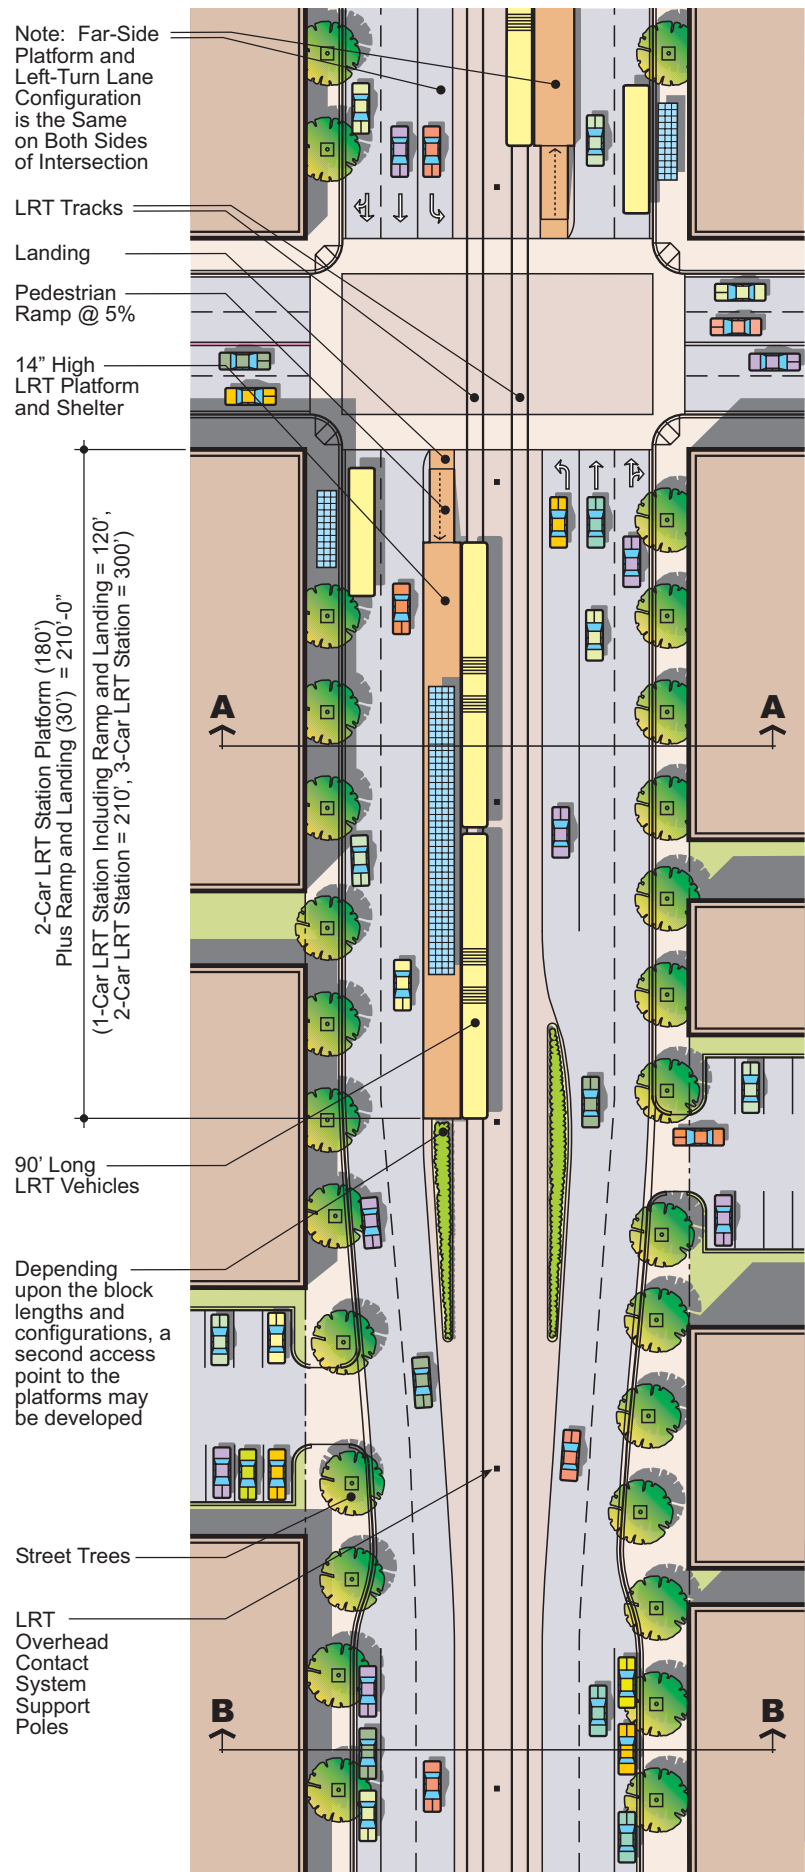 Note: Far-Side
Platform and
Left-Turn Lane
Configuration
is the Same
on Both Sides
of Intersection
LRT Tracks
Landing
Pedestrian
Ramp @ 5%
14” High
LRT Platform
and Shelter
2-Car LRT Station Platform (180’)
Plus Ramp and Landing (30’) = 210’-0”
(1-Car LRT Station Including Ramp and Landing = 120’,
2-Car LRT Station = 210’, 3-Car LRT Station = 300’)
A
A
90’ Long
LRT Vehicles
Depending
upon the block
lengths and
configurations, a
second access
point to the
platforms may
be developed
Street Trees
LRT
Overhead
Contact
System
Support
Poles
B
B